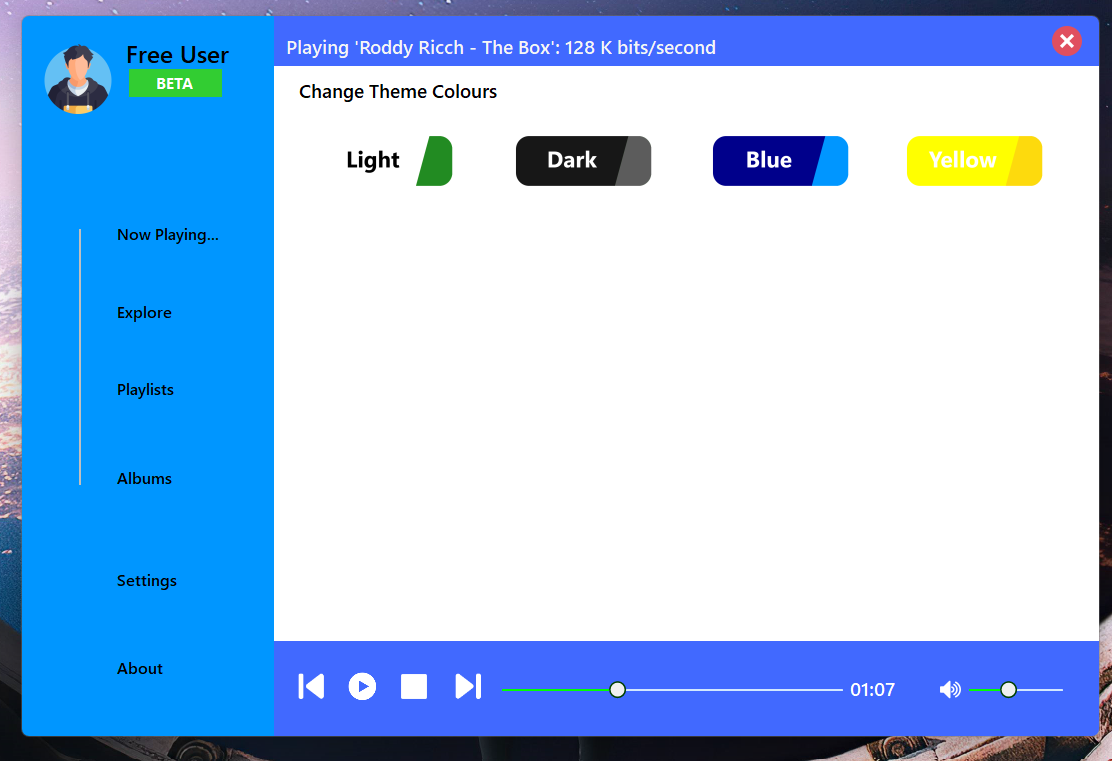 Free User
BETA
Playing 'Roddy Ricch - The Box': 128 K bits/second
Change Theme Colours
Light
Dark
Blue
Yellow
Now Playing...
Explore
Playlists
Albums
Settings
About
01:07